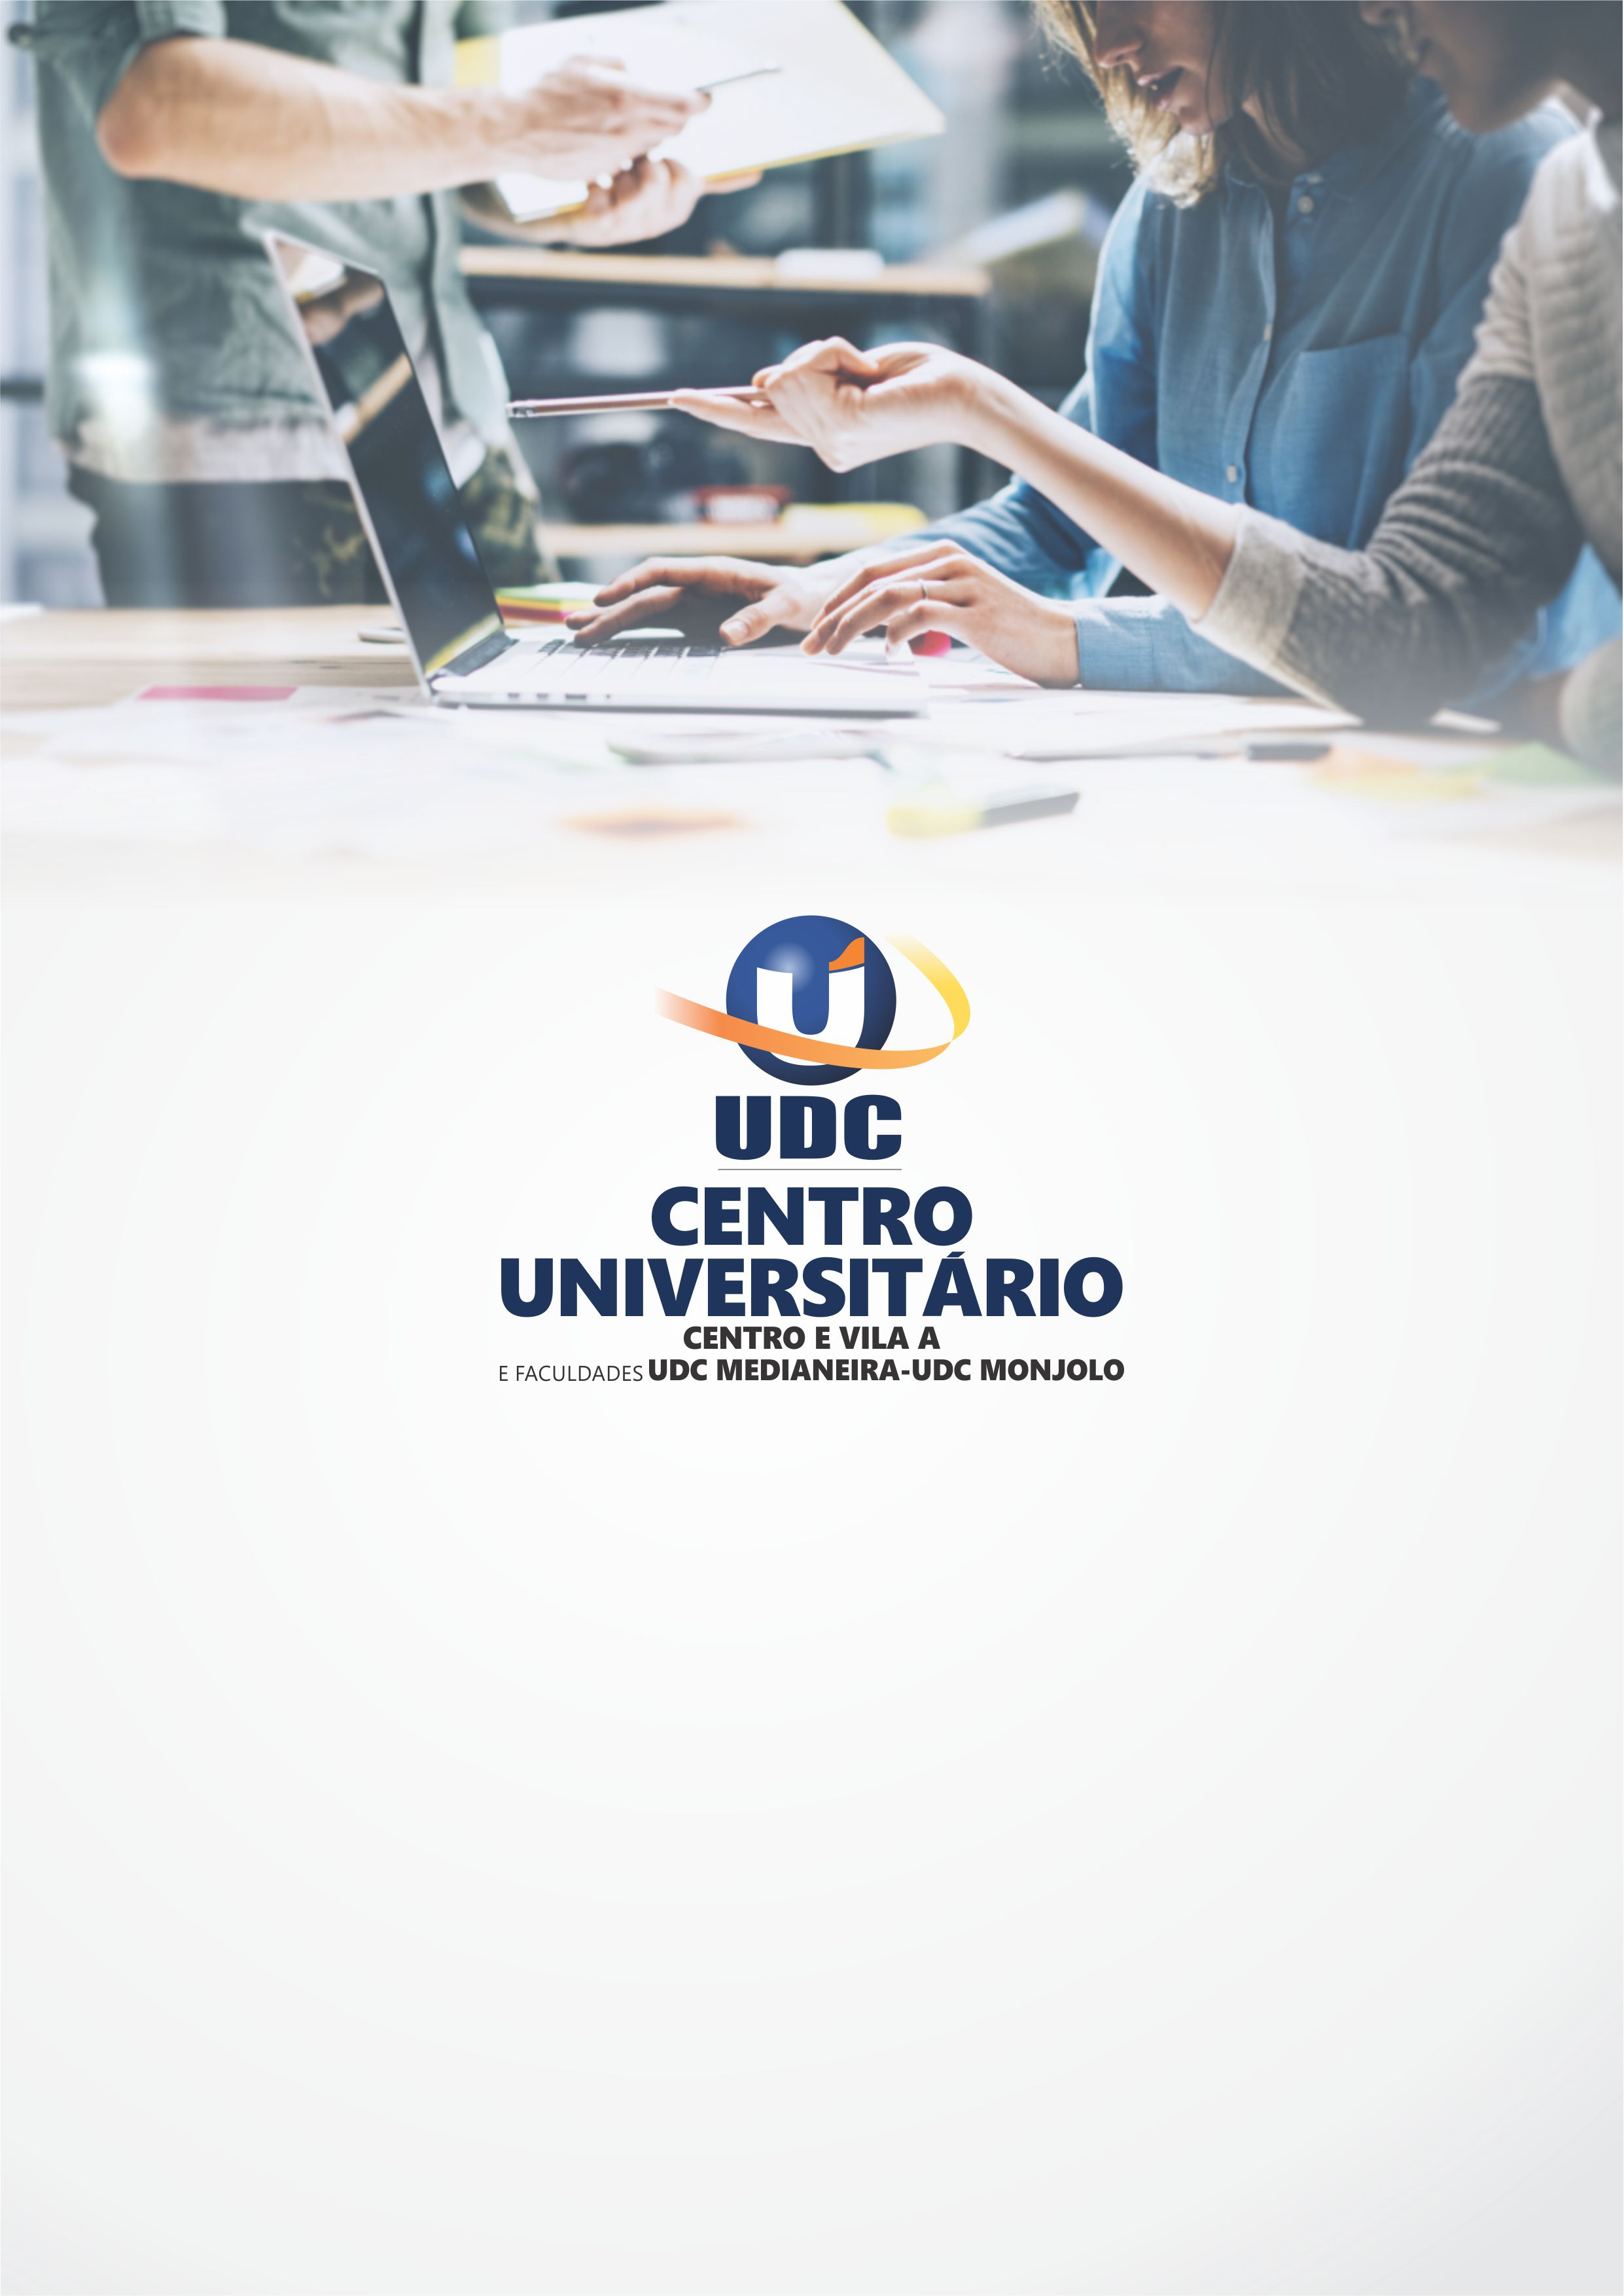 UDC
CENTRO
UNIVERSITÁRIO
CENTRO E VILA A
E FACULDADES UDC MEDIANEIRA-UDC MONJOLO